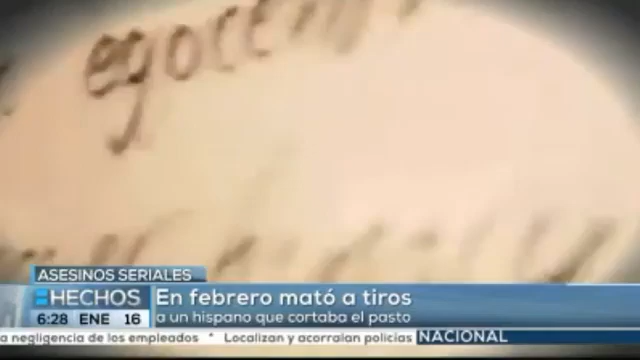 egocent
ASESINOS SERIALES
HECHOS
En febrero mató a tiros
a un hispano que cortaba el pasto
6:28 ENE 16
a negligencia de los empleados * Localizan y acorralan policías
NACIONAL